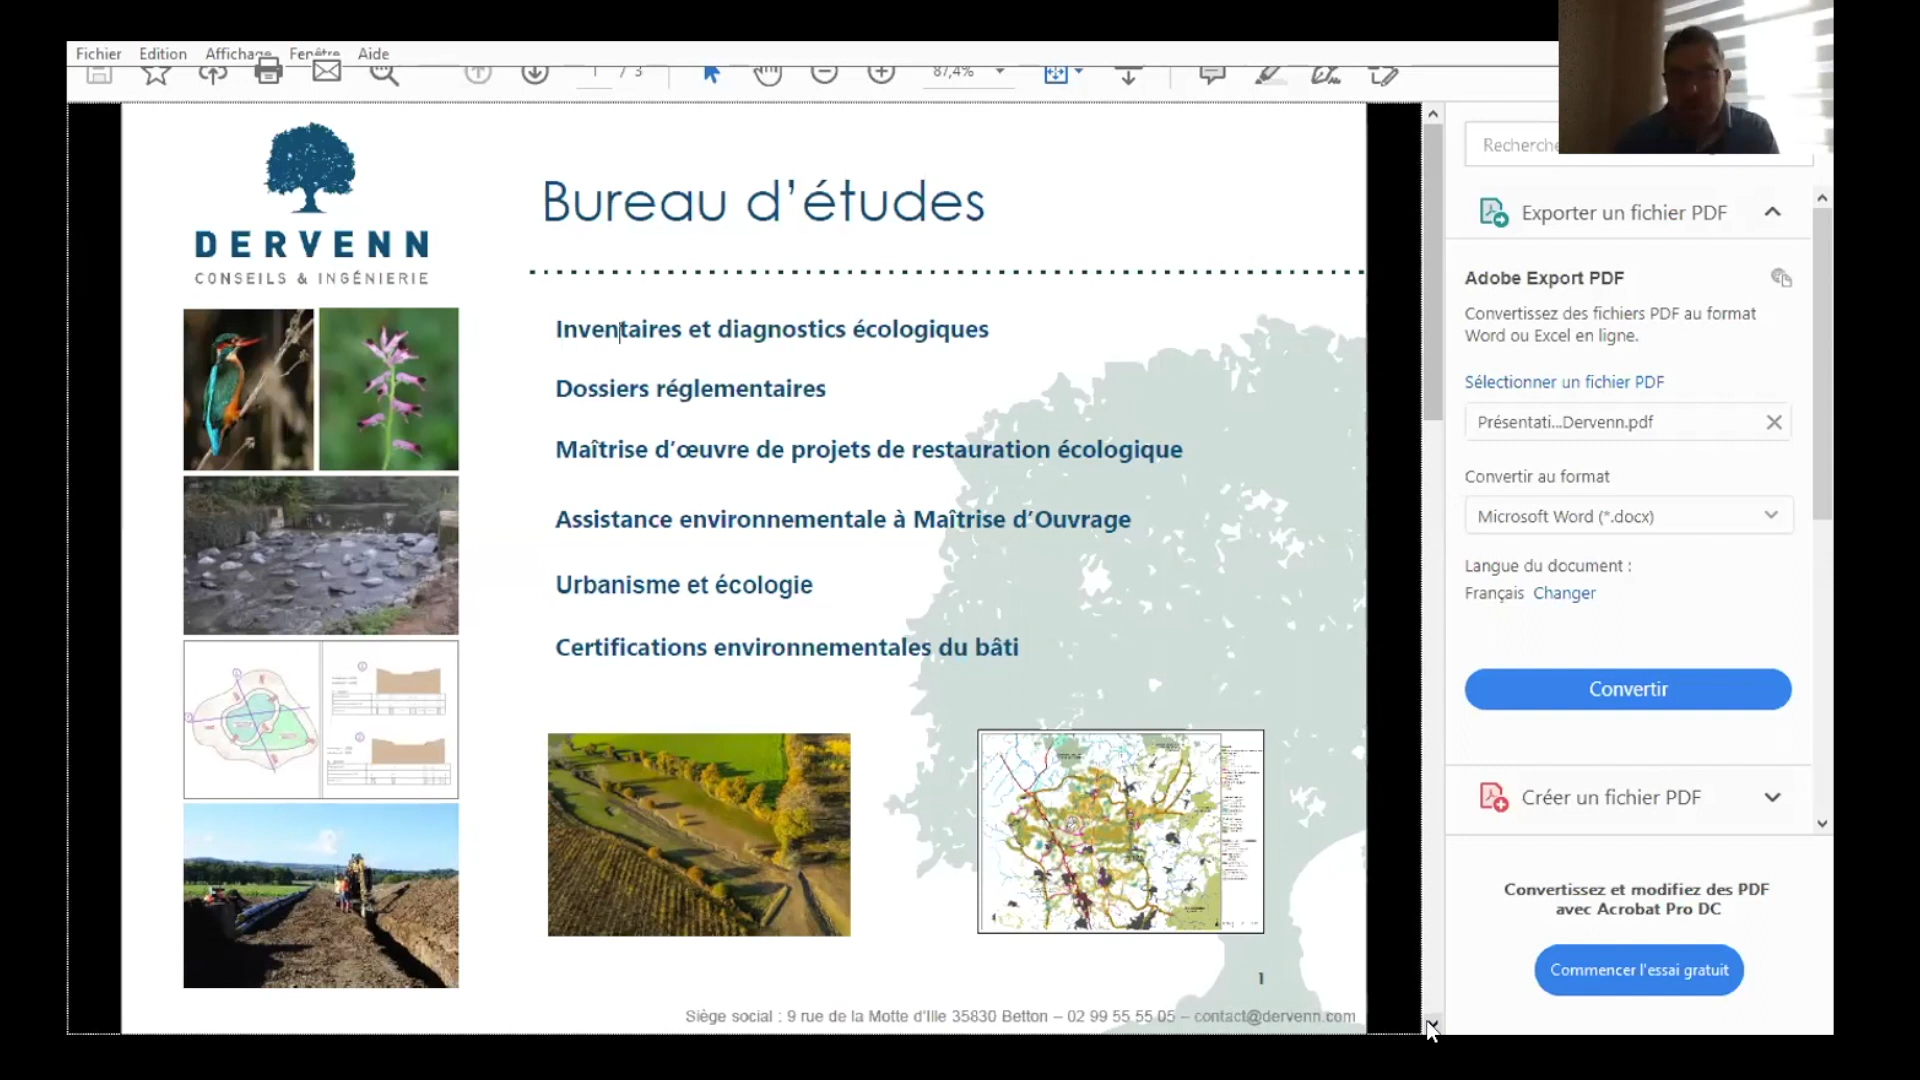 Fichier Edition Affichage Fenêtre Aide
1 / 3
87,4%
DERVENN
CONSEILS & INGÉNIERIE
Bureau d'études
Inventaires et diagnostics écologiques
Dossiers réglementaires
Maîtrise d'œuvre de projets de restauration écologique
Assistance environnementale à Maîtrise d'Ouvrage
Urbanisme et écologie
Certifications environnementales du bâti
1
Siège social : 9 rue de la Motte d'Ille 35830 Betton – 02 99 55 55 05 – contact@dervenn.com
Exporter un fichier PDF
Adobe Export PDF
Convertissez des fichiers PDF au format
Word ou Excel en ligne.
Sélectionner un fichier PDF
Présentati...Dervenn.pdf
Convertir au format
Microsoft Word (*.docx)
Langue du document :
Français Changer
Convertir
Créer un fichier PDF
Convertissez et modifiez des PDF
avec Acrobat Pro DC
Commencer l'essai gratuit